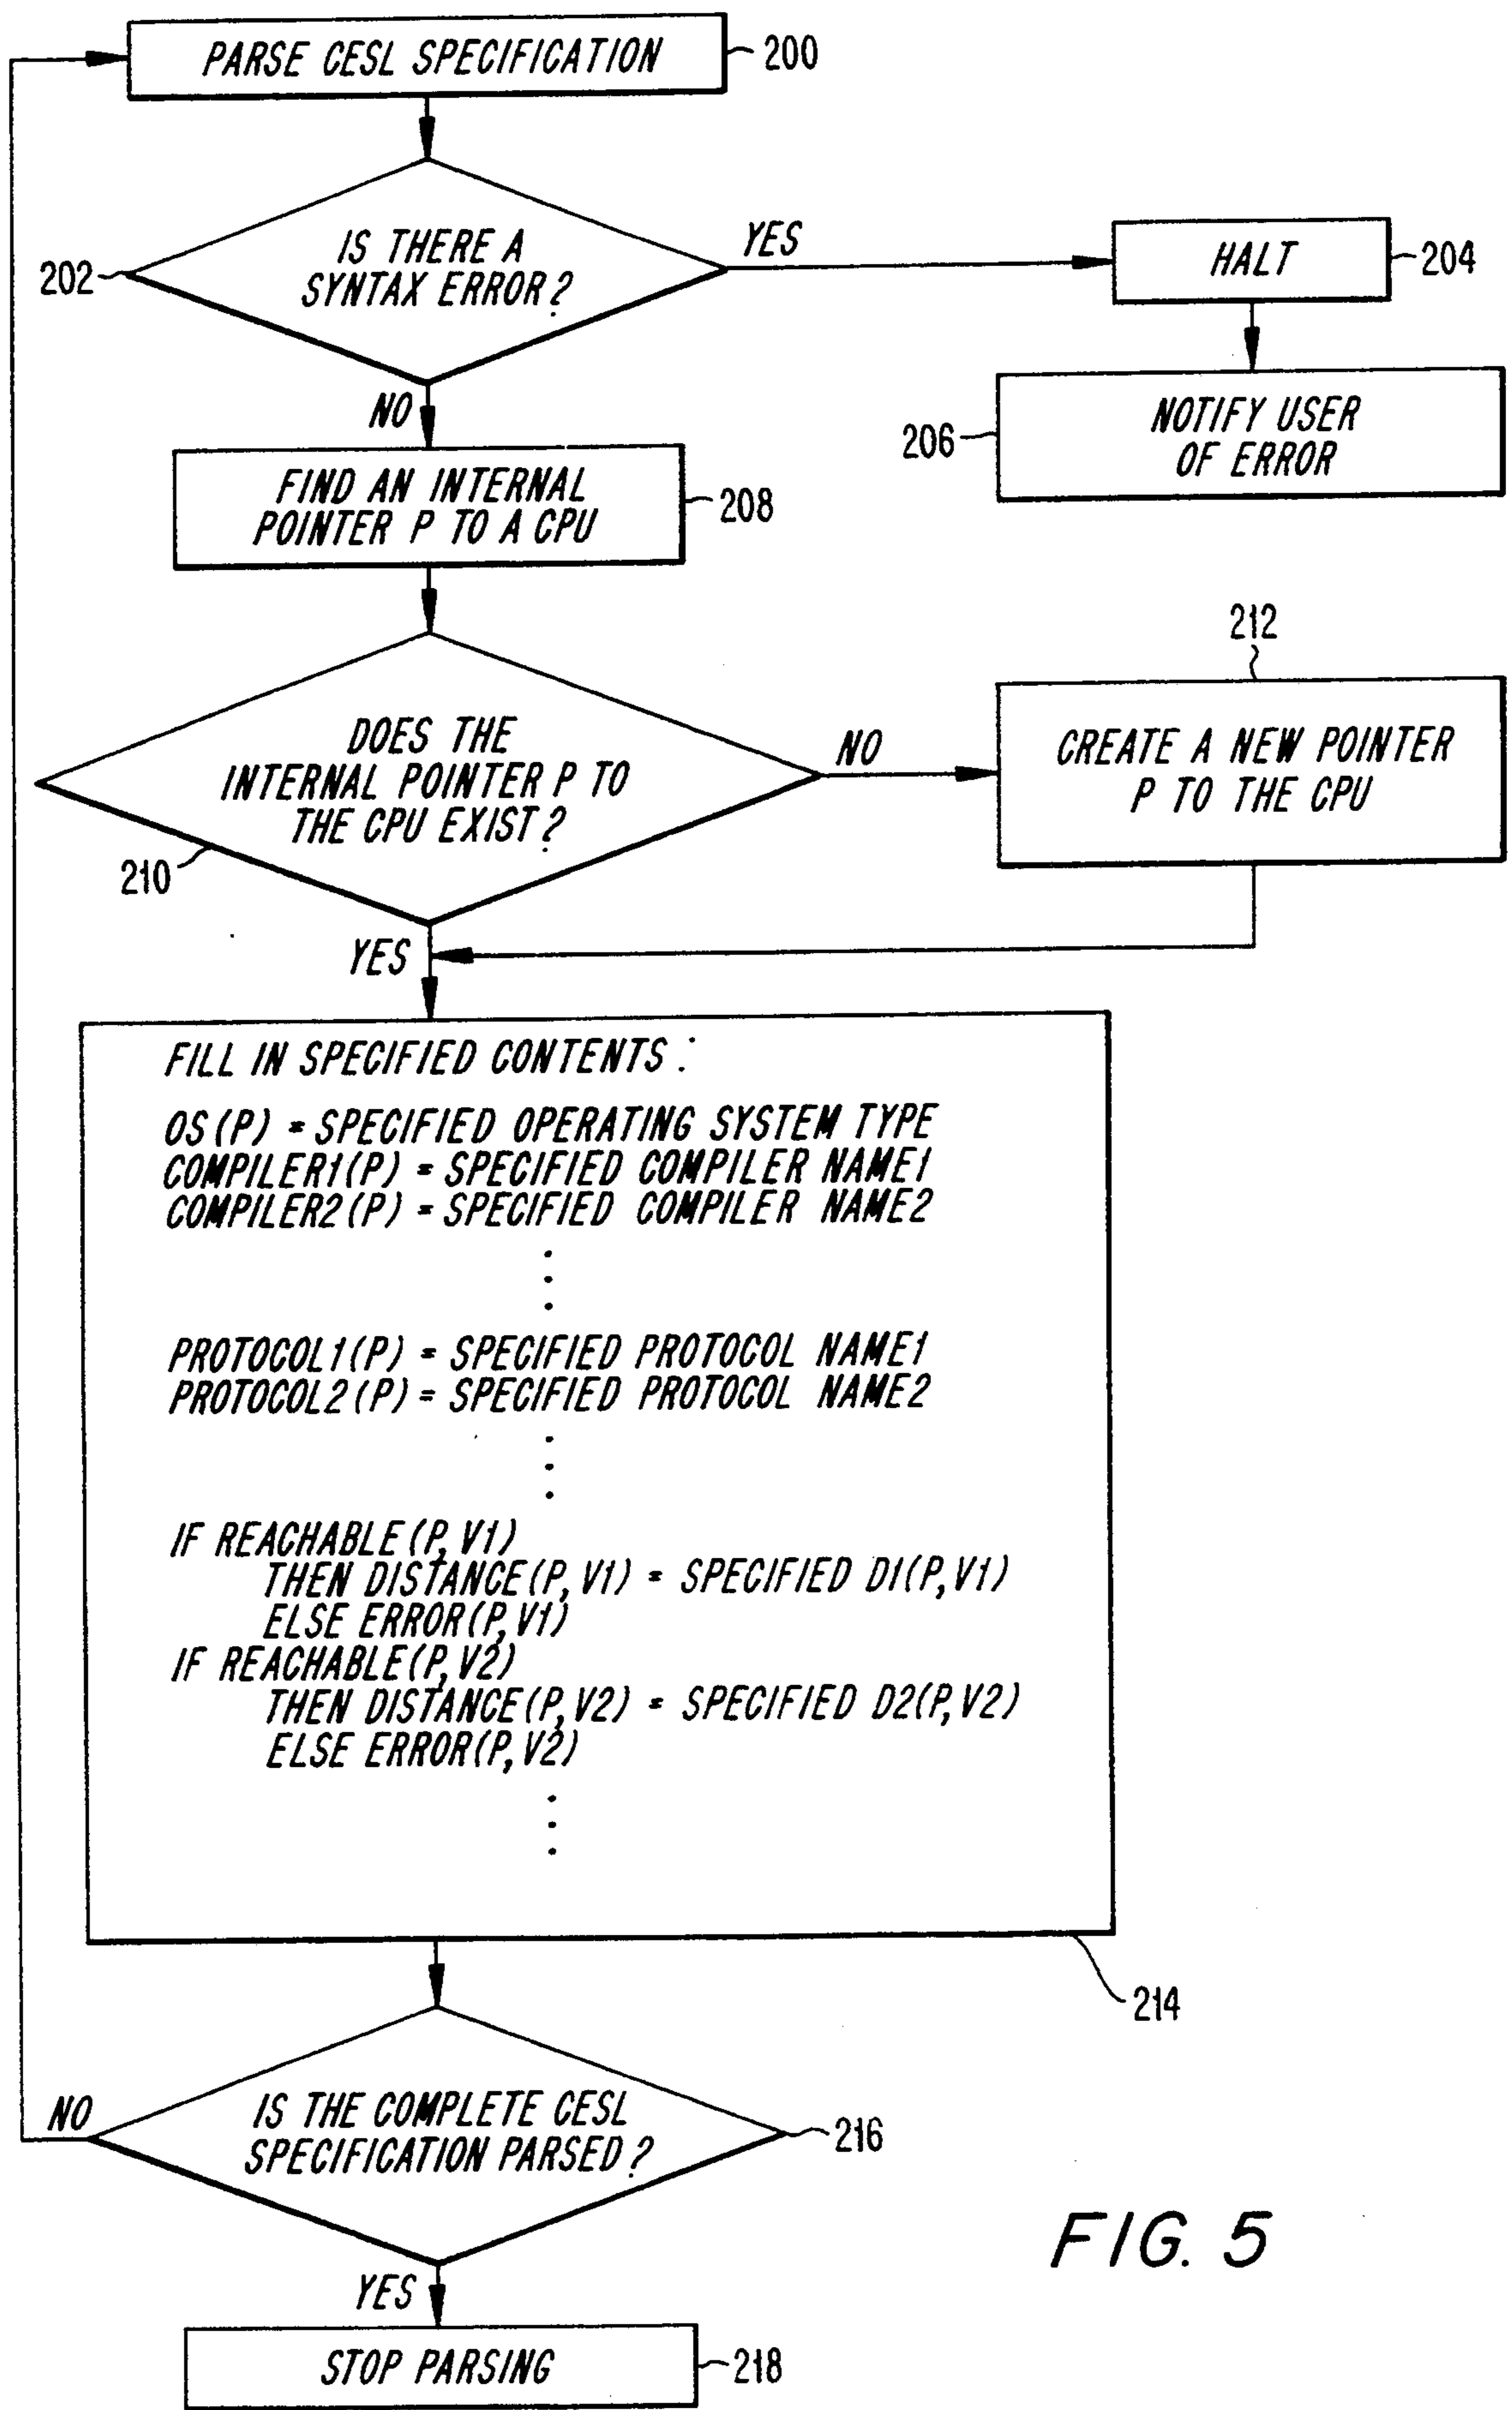 PARSE CESL SPECIFICATION
200
IS THERE A
SYNTAX ERROR?
202
YES
HALT
204
NOTIFY USER
OF ERROR
206
NO
FIND AN INTERNAL
POINTER P TO A CPU
208
DOES THE
INTERNAL POINTER P TO
THE CPU EXIST?
210
NO
212
CREATE A NEW POINTER
P TO THE CPU
YES
FILL IN SPECIFIED CONTENTS:
OS(P) = SPECIFIED OPERATING SYSTEM TYPE
COMPILER1(P) = SPECIFIED COMPILER NAME1
COMPILER2(P) = SPECIFIED COMPILER NAME2
PROTOCOL1(P) = SPECIFIED PROTOCOL NAME1
PROTOCOL2(P) = SPECIFIED PROTOCOL NAME2
IF REACHABLE(P,V1)
THEN DISTANCE(P,V1) = SPECIFIED D1(P,V1)
ELSE ERROR(P,V1)
IF REACHABLE(P,V2)
THEN DISTANCE(P,V2) = SPECIFIED D2(P,V2)
ELSE ERROR(P,V2)
214
IS THE COMPLETE CESL
SPECIFICATION PARSED?
216
NO
YES
STOP PARSING
218
FIG. 5